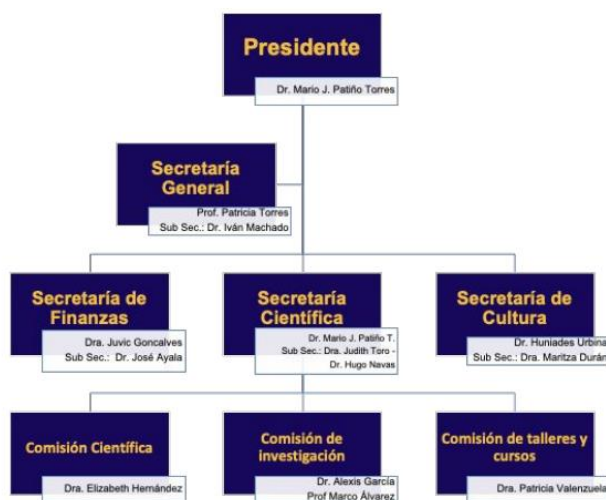 Presidente
Dr. Mario J. Patiño Torres
Secretaría
General
Prof. Patricia Torres
Sub Sec.: Dr. Iván Machado
Secretaría de
Finanzas
Dra. Juvic Goncalves
Sub Sec.: Dr. José Ayala
Secretaría
Científica
Dr. Mario J. Patiño T.
Sub Sec.: Dra. Judith Toro -
Dr. Hugo Navas
Secretaría de
Cultura
Dr. Huniades Urbina
Sub Sec.: Dra. Maritza Durán
Comisión Científica
Dra. Elizabeth Hernández
Comisión de
investigación
Dr. Alexis García
Prof Marco Álvarez
Comisión de talleres y
cursos
Dra. Patricia Valenzuela